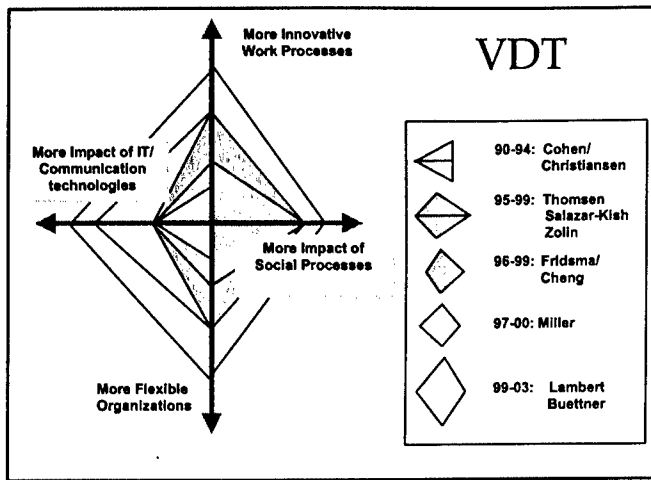 More Innovative
Work Processes
VDT
More Impact of IT/
Communication
technologies
More Impact of
Social Processes
More Flexible
Organizations
90-94: Cohen/
Christiansen
95-99: Thomsen
Salazar-Kish
Zolin
96-99: Fridsma/
Cheng
97-00: Miller
99-03: Lambert
Buettner